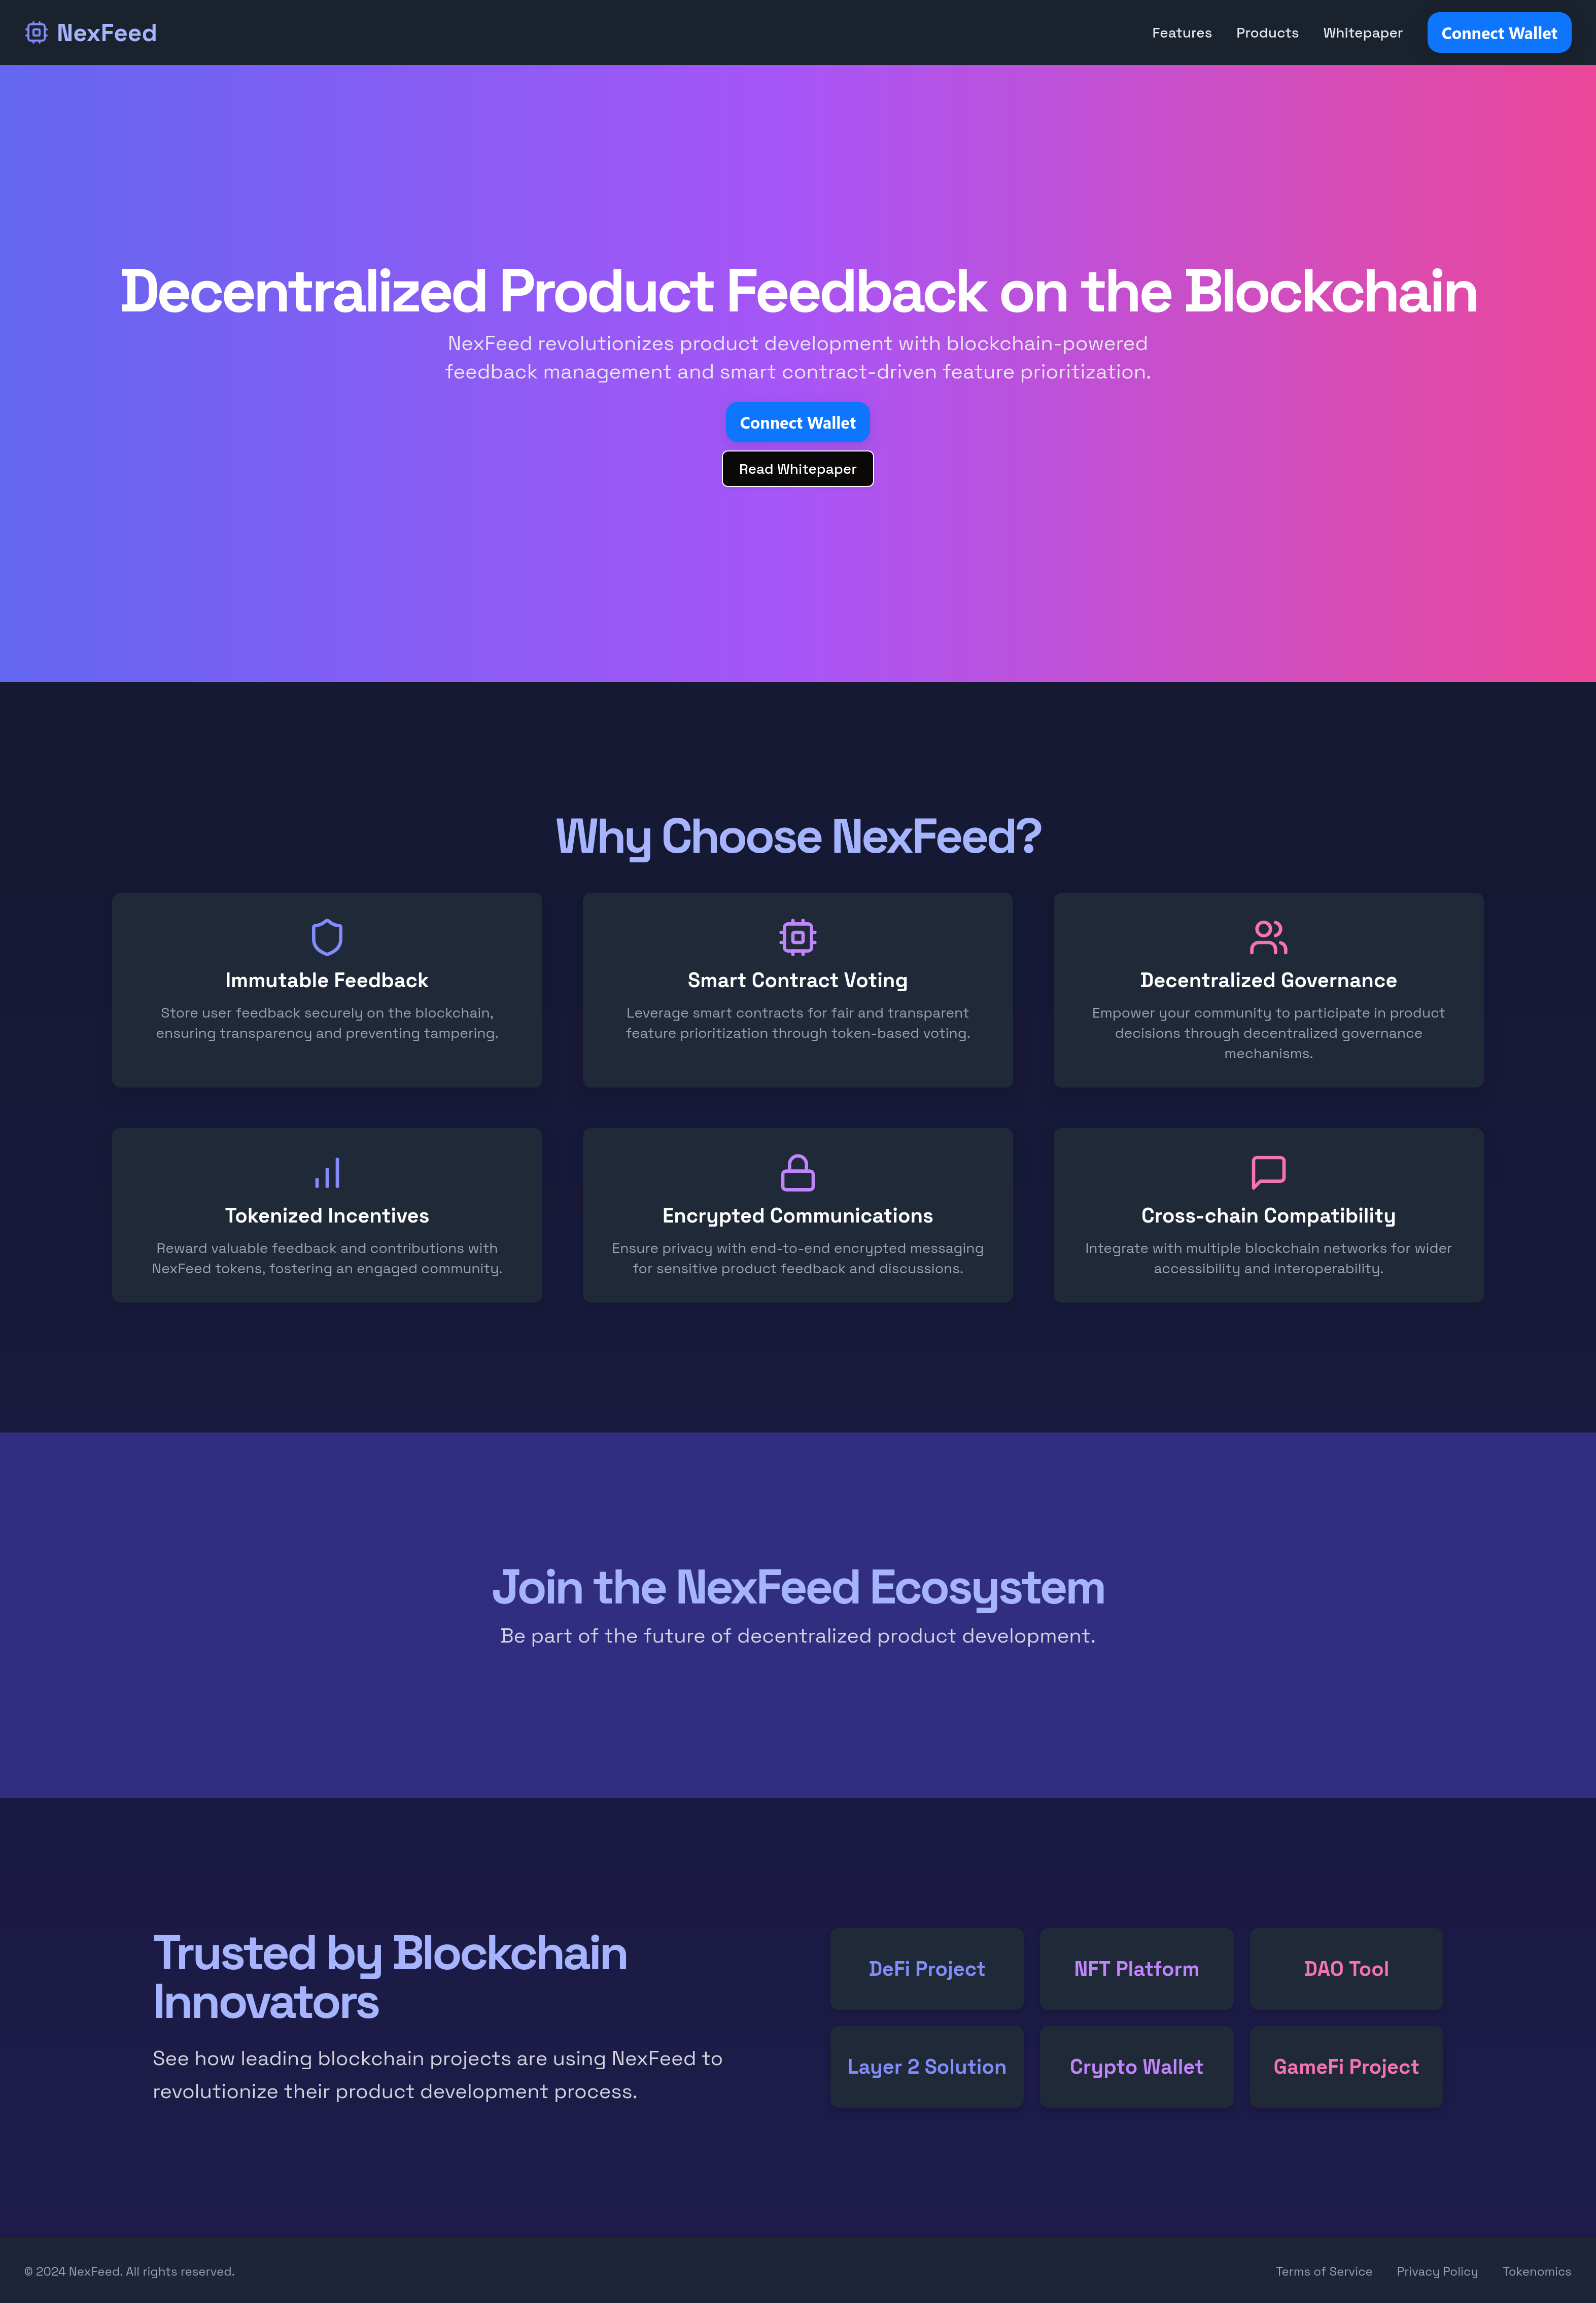 NexFeed
Features
Products
Whitepaper
Connect Wallet
Decentralized Product Feedback on the Blockchain
NexFeed revolutionizes product development with blockchain-powered
feedback management and smart contract-driven feature prioritization.
Connect Wallet
Read Whitepaper
Why Choose NexFeed?
Immutable Feedback
Store user feedback securely on the blockchain,
ensuring transparency and preventing tampering.
Smart Contract Voting
Leverage smart contracts for fair and transparent
feature prioritization through token-based voting.
Decentralized Governance
Empower your community to participate in product
decisions through decentralized governance
mechanisms.
Tokenized Incentives
Reward valuable feedback and contributions with
NexFeed tokens, fostering an engaged community.
Encrypted Communications
Ensure privacy with end-to-end encrypted messaging
for sensitive product feedback and discussions.
Cross-chain Compatibility
Integrate with multiple blockchain networks for wider
accessibility and interoperability.
Join the NexFeed Ecosystem
Be part of the future of decentralized product development.
Trusted by Blockchain
Innovators
See how leading blockchain projects are using NexFeed to
revolutionize their product development process.
DeFi Project
NFT Platform
DAO Tool
Layer 2 Solution
Crypto Wallet
GameFi Project
© 2024 NexFeed. All rights reserved.
Terms of Service
Privacy Policy
Tokenomics